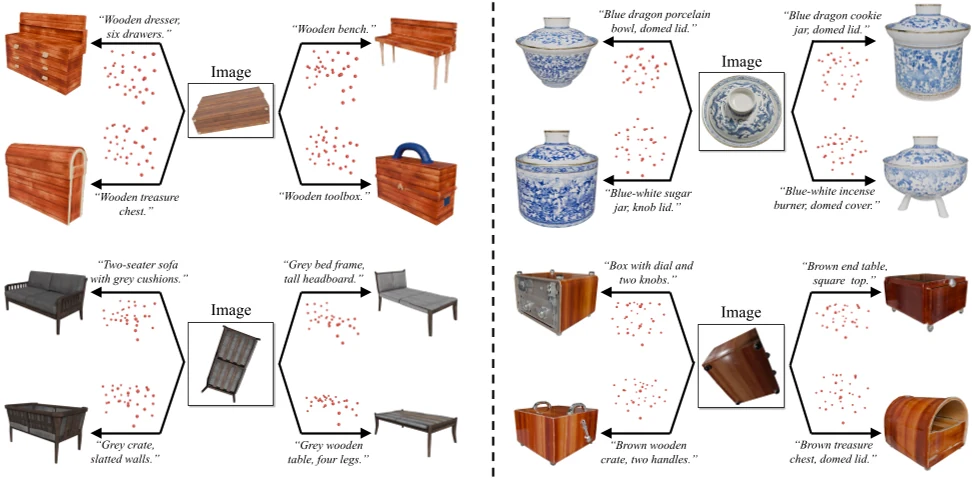 “Wooden dresser,
six drawers.”
“Wooden bench.”
Image
“Wooden treasure
chest.”
“Wooden toolbox.”
“Blue dragon porcelain
bowl, domed lid.”
“Blue dragon cookie
jar, domed lid.”
Image
“Blue-white sugar
jar, knob lid.”
“Blue-white incense
burner, domed cover.”
“Two-seater sofa
with grey cushions.”
“Grey bed frame,
tall headboard.”
Image
“Grey crate,
slatted walls.”
“Grey wooden
table, four legs.”
“Box with dial and
two knobs.”
“Brown end table,
square top.”
Image
“Brown wooden
crate, two handles.”
“Brown treasure
chest, domed lid.”